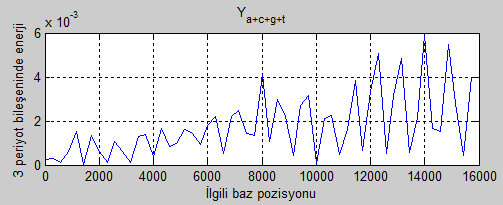 Y a+c+g+t
x 10 -3
6
4
2
0
3 periyot bileşeninde enerji
0 2000 4000 6000 8000 10000 12000 14000 16000
İlgili baz pozisyonu